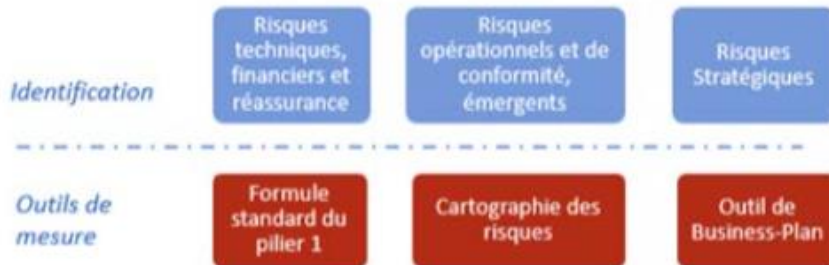 Identification
Risques
techniques,
financiers et
réassurance
Risques
opérationnels et de
conformité,
émergents
Risques
Stratégiques
Outils de
mesure
Formule
standard du
pilier 1
Cartographie des
risques
Outil de
Business-Plan